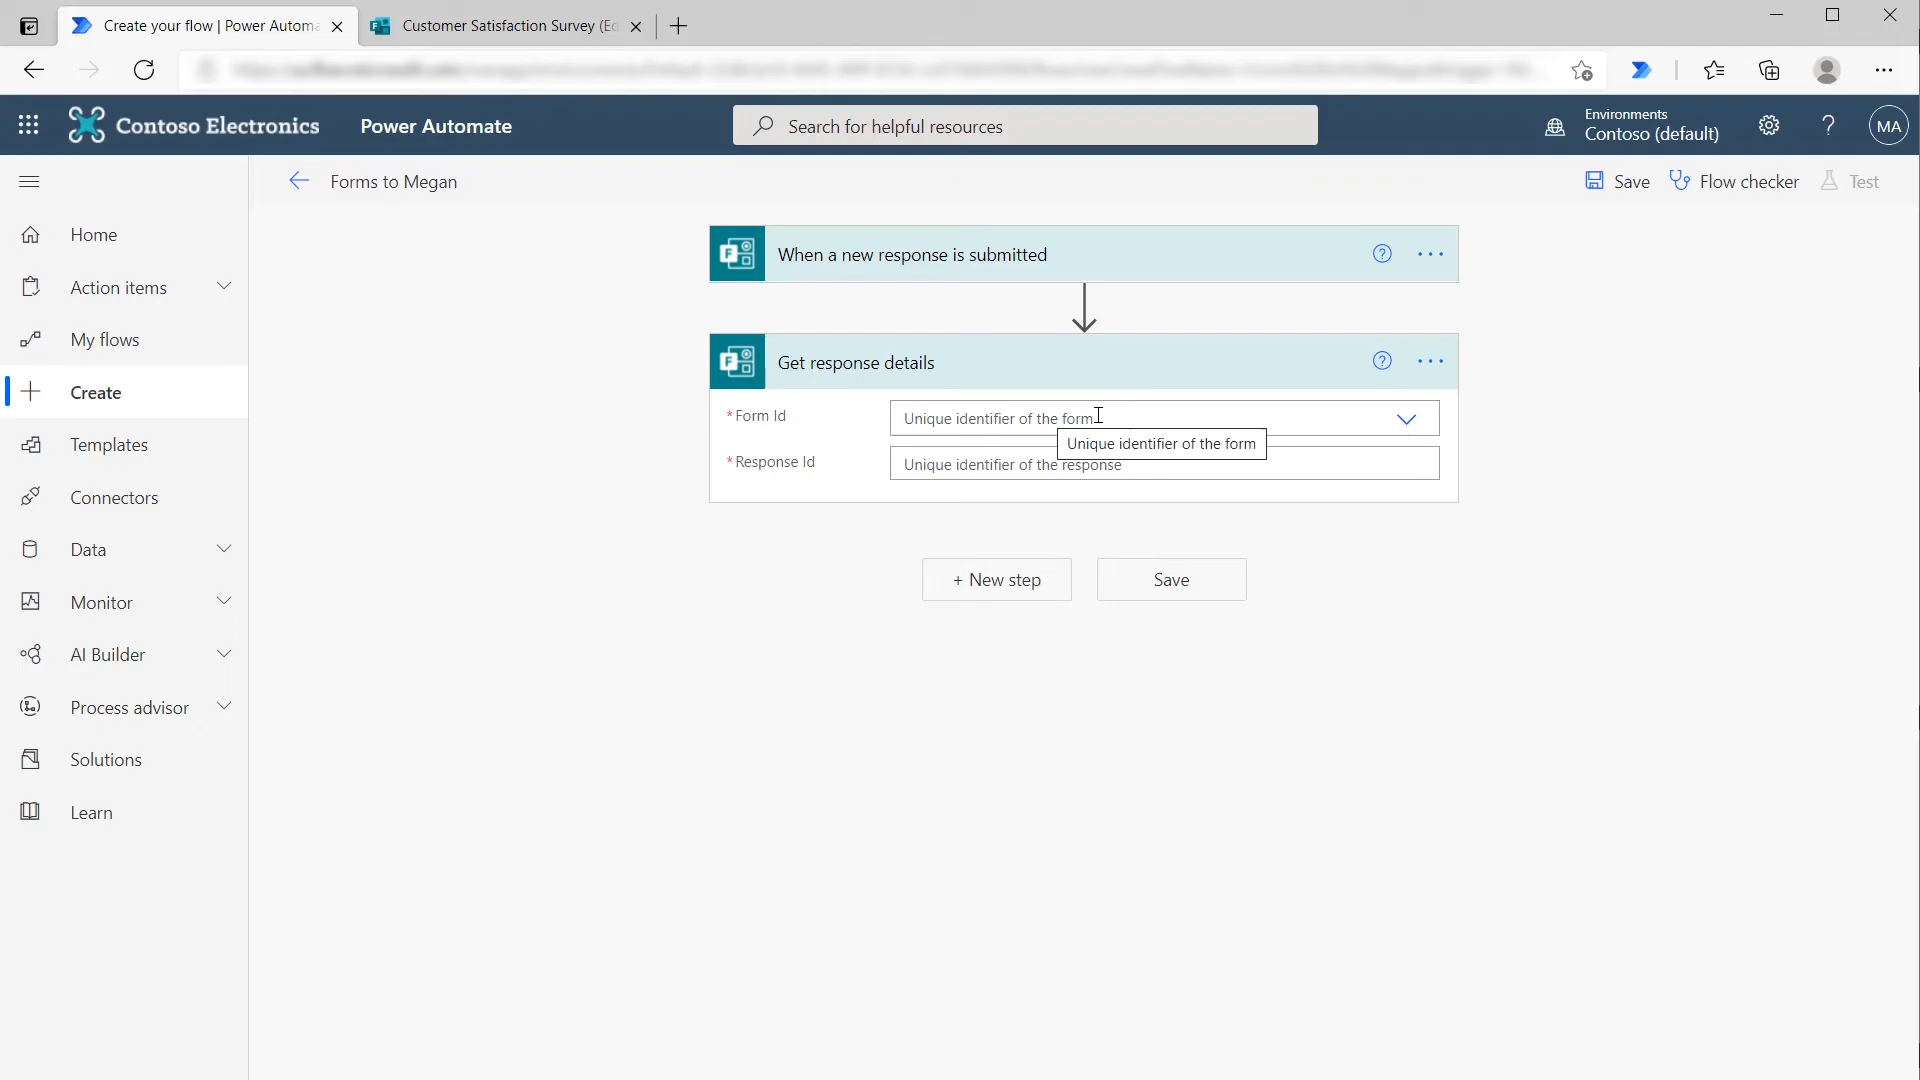 Create your flow | Power Automa
Customer Satisfaction Survey (Ed
Contoso Electronics
Power Automate
Search for helpful resources
Environments
Contoso (default)
MA
Forms to Megan
Save
Flow checker
Test
Home
Action items
My flows
Create
Templates
Connectors
Data
Monitor
AI Builder
Process advisor
Solutions
Learn
When a new response is submitted
Get response details
* Form Id
Unique identifier of the form
Unique identifier of the form
* Response Id
Unique identifier of the response
+ New step
Save